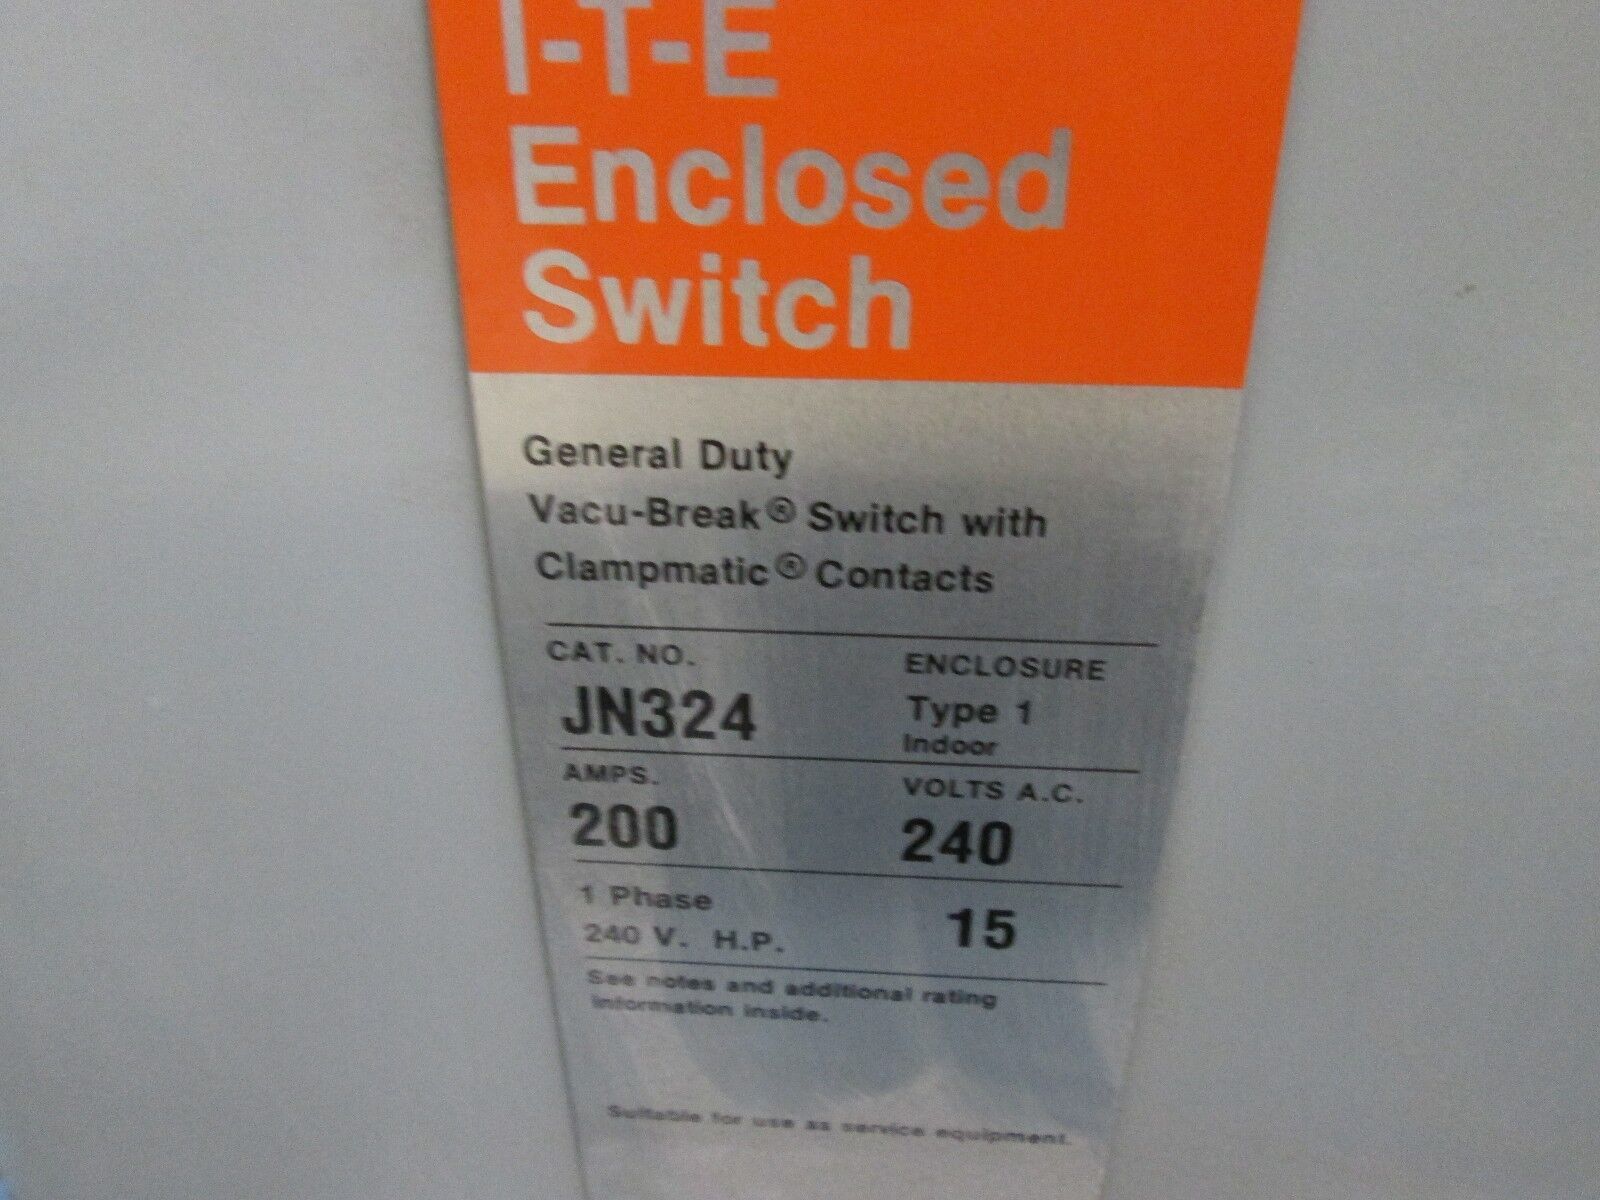 I-T-E
Enclosed
Switch
General Duty
Vacu-Break® Switch with
Clampmatic® Contacts
CAT. NO. ENCLOSURE
JN324 Type 1
Indoor
AMPS. VOLTS A.C.
200 240
1 Phase
240 V. H.P. 15
See notes and additional rating
information inside.
Suitable for use as service equipment.